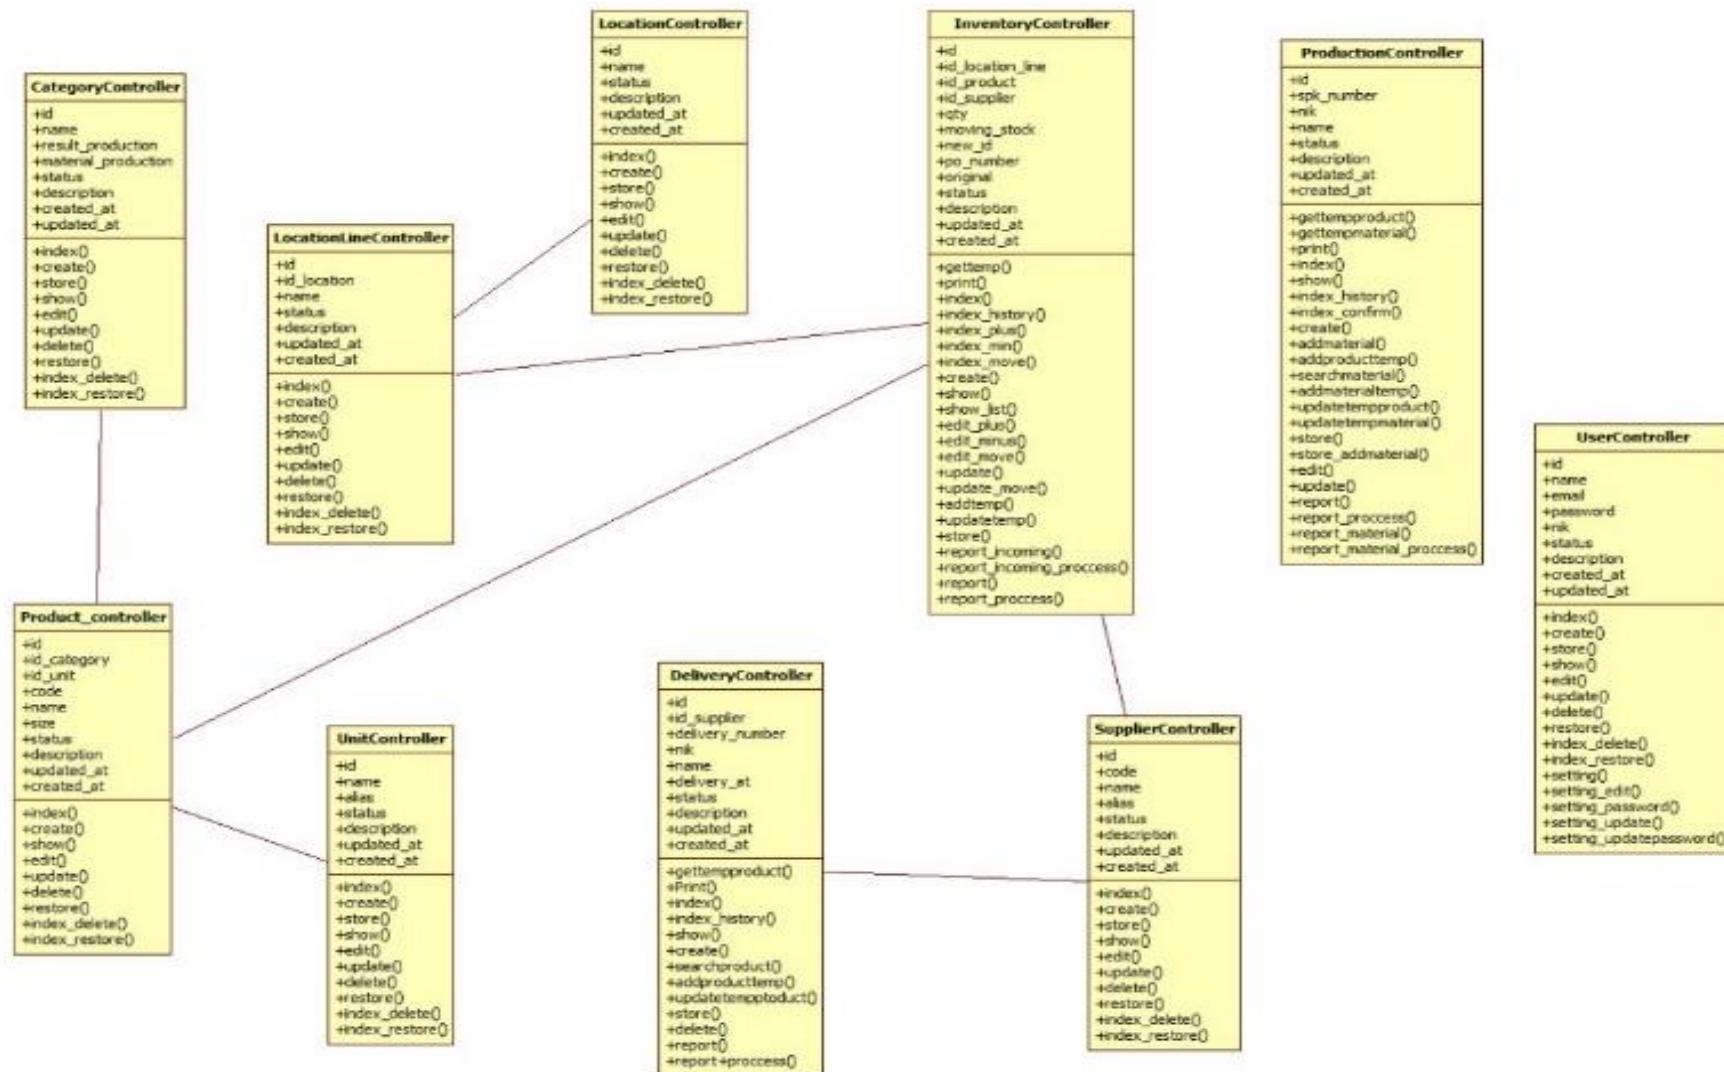 CategoryController
+id
+name
+result_production
+material_production
+status
+description
+created_at
+updated_at
+index()
+create()
+store()
+show()
+edit()
+update()
+delete()
+restore()
+index_delete()
+index_restore()
LocationLineController
+id
+id_location
+name
+status
+description
+updated_at
+created_at
+index()
+create()
+store()
+show()
+edit()
+update()
+delete()
+restore()
+index_delete()
+index_restore()
LocationController
+id
+name
+status
+description
+updated_at
+created_at
+index()
+create()
+store()
+show()
+edit()
+update()
+delete()
+restore()
+index_delete()
+index_restore()
InventoryController
+id
+id_location_line
+id_product
+id_supplier
+qty
+moving_stock
+new_id
+po_number
+original
+status
+description
+updated_at
+created_at
+gettemp()
+print()
+index()
+index_history()
+index_plus()
+index_min()
+index_move()
+create()
+show()
+show_list()
+edit_plus()
+edit_minus()
+edit_move()
+update()
+update_move()
+addtemp()
+updatetemp()
+store()
+report_incoming()
+report_incoming_proccess()
+report()
+report_proccess()
ProductionController
+id
+spk_number
+nik
+name
+status
+description
+updated_at
+created_at
+gettempproduct()
+gettempmaterial()
+print()
+index()
+show()
+index_history()
+index_confirm()
+create()
+addmaterial()
+addproducttemp()
+searchmaterial()
+addmaterialtemp()
+updatetempproduct()
+updatetempmaterial()
+store()
+store_addmaterial()
+edit()
+update()
+report()
+report_proccess()
+report_material()
+report_material_proccess()
UserController
+id
+name
+email
+password
+nik
+status
+description
+created_at
+updated_at
+index()
+create()
+store()
+show()
+edit()
+update()
+delete()
+restore()
+index_delete()
+index_restore()
+setting()
+setting_edit()
+setting_password()
+setting_update()
+setting_updatepassword()
Product_controller
+id
+id_category
+id_unit
+code
+name
+size
+status
+description
+updated_at
+created_at
+index()
+create()
+show()
+edit()
+update()
+delete()
+restore()
+index_delete()
+index_restore()
UnitController
+id
+name
+alias
+status
+description
+updated_at
+created_at
+index()
+create()
+store()
+show()
+edit()
+update()
+delete()
+restore()
+index_delete()
+index_restore()
DeliveryController
+id
+id_supplier
+delivery_number
+nik
+name
+delivery_at
+status
+description
+updated_at
+created_at
+gettempproduct()
+Print()
+index()
+index_history()
+show()
+create()
+searchproduct()
+addproducttemp()
+updatetempptoduct()
+store()
+delete()
+report()
+report+proccess()
SupplierController
+id
+code
+name
+alias
+status
+description
+updated_at
+created_at
+index()
+create()
+store()
+show()
+edit()
+update()
+delete()
+restore()
+index_delete()
+index_restore()